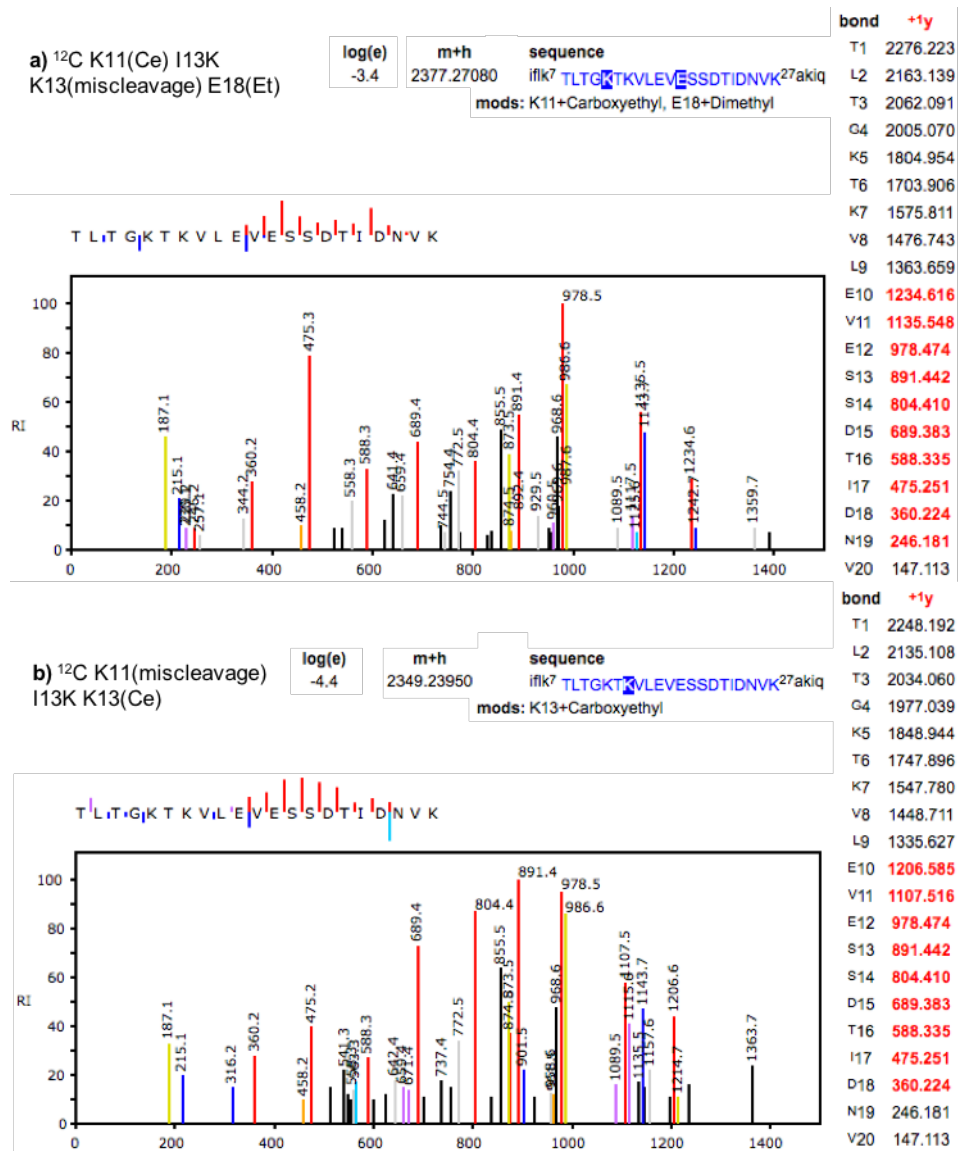 a) ¹²C K11(Ce) I13K
K13(miscleavage) E18(Et)
log(e)
-3.4
m+h
2377.27080
sequence
iflk⁷ TLTGKTKVLEVESSDTIDNVK²⁷akiq
mods: K11+Carboxyethyl, E18+Dimethyl
bond +1y
T1 2276.223
L2 2163.139
T3 2062.091
G4 2005.070
K5 1804.954
T6 1703.906
K7 1575.811
V8 1476.743
L9 1363.659
E10 1234.616
V11 1135.548
E12 978.474
S13 891.442
S14 804.410
D15 689.383
T16 588.335
I17 475.251
D18 360.224
N19 246.181
V20 147.113
T L T G K T K V L E V E S S D T I D N V K
RI
100
80
60
40
20
0
187.1
215.1
257.1
344.2
360.2
458.2
475.3
558.3
588.3
641.4
659.4
689.4
744.5
754.4
772.5
804.4
855.5
873.5
874.5
891.4
892.4
929.5
968.6
978.5
986.6
987.6
1089.5
1135.5
1143.7
1234.6
1242.7
1359.7
0 200 400 600 800 1000 1200 1400
b) ¹²C K11(miscleavage)
I13K K13(Ce)
log(e)
-4.4
m+h
2349.23950
sequence
iflk⁷ TLTGKTKVLEVESSDTIDNVK²⁷akiq
mods: K13+Carboxyethyl
bond +1y
T1 2248.192
L2 2135.108
T3 2034.060
G4 1977.039
K5 1848.944
T6 1747.896
K7 1547.780
V8 1448.711
L9 1335.627
E10 1206.585
V11 1107.516
E12 978.474
S13 891.442
S14 804.410
D15 689.383
T16 588.335
I17 475.251
D18 360.224
N19 246.181
V20 147.113
T L T G K T K V L E V E S S D T I D N V K
RI
100
80
60
40
20
0
187.1
215.1
316.2
360.2
458.2
475.2
541.3
588.3
642.4
659.4
671.4
689.4
737.4
772.5
804.4
855.5
873.5
874.5
891.4
901.5
968.6
978.5
986.6
1089.5
1107.5
1115.6
1135.5
1143.7
1157.6
1206.6
1214.7
1363.7
0 200 400 600 800 1000 1200 1400